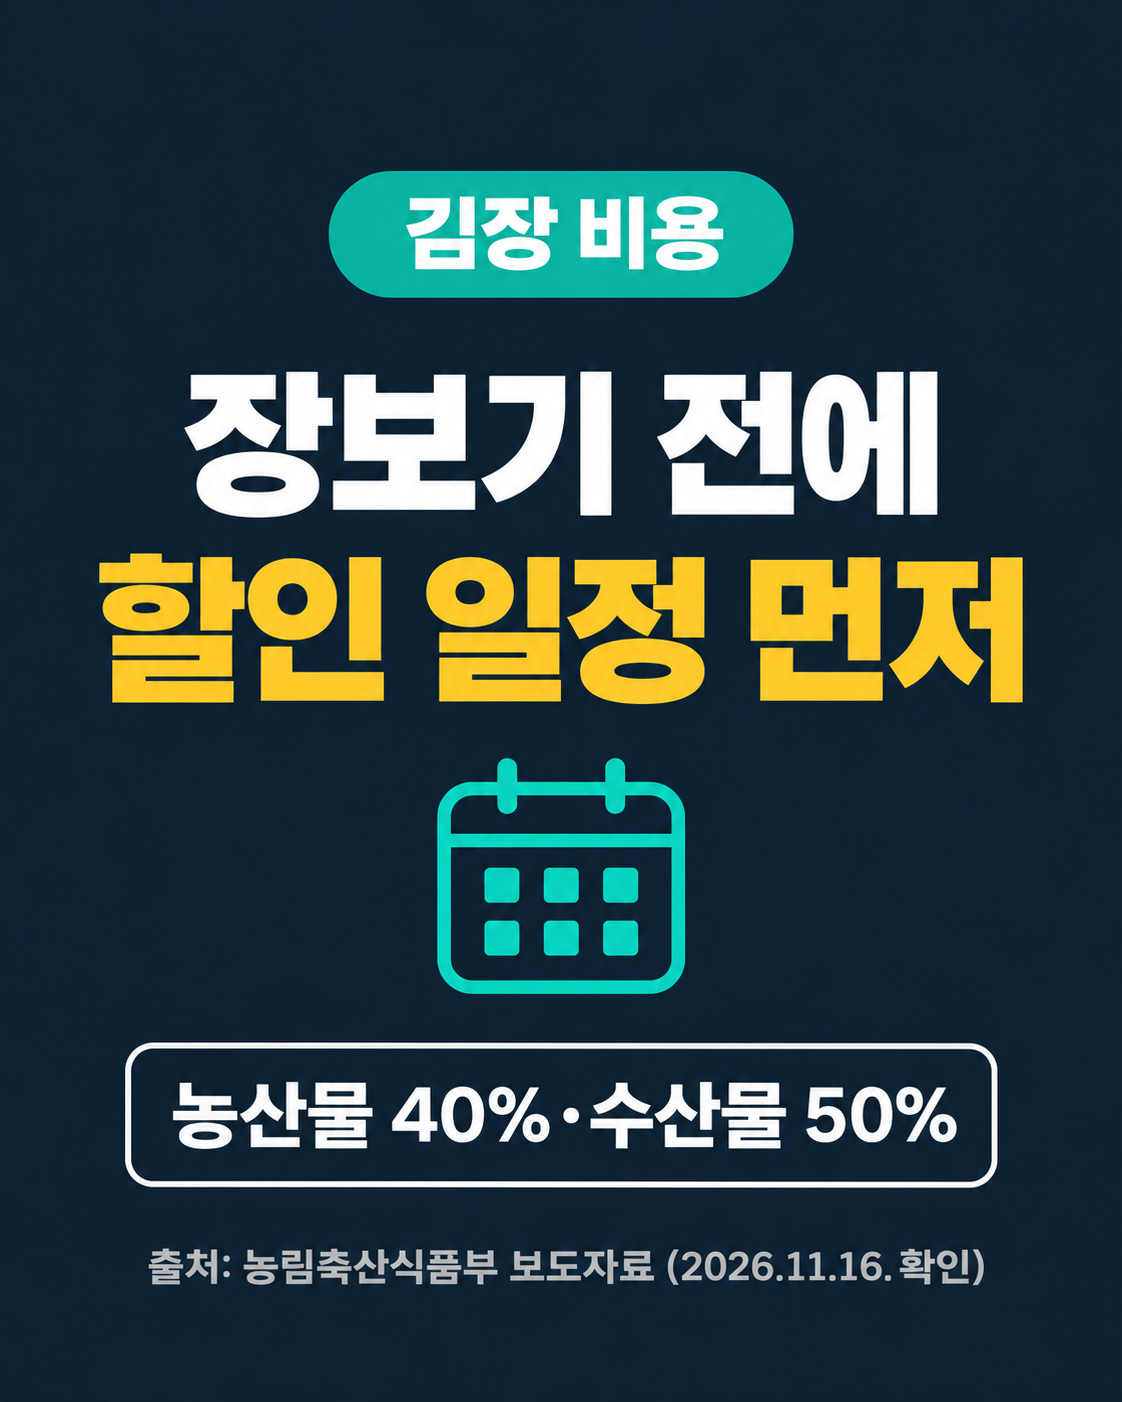 김장 비용
장보기 전에
할인 일정 먼저
농산물 40%·수산물 50%
출처: 농림축산식품부 보도자료 (2026.11.16. 확인)